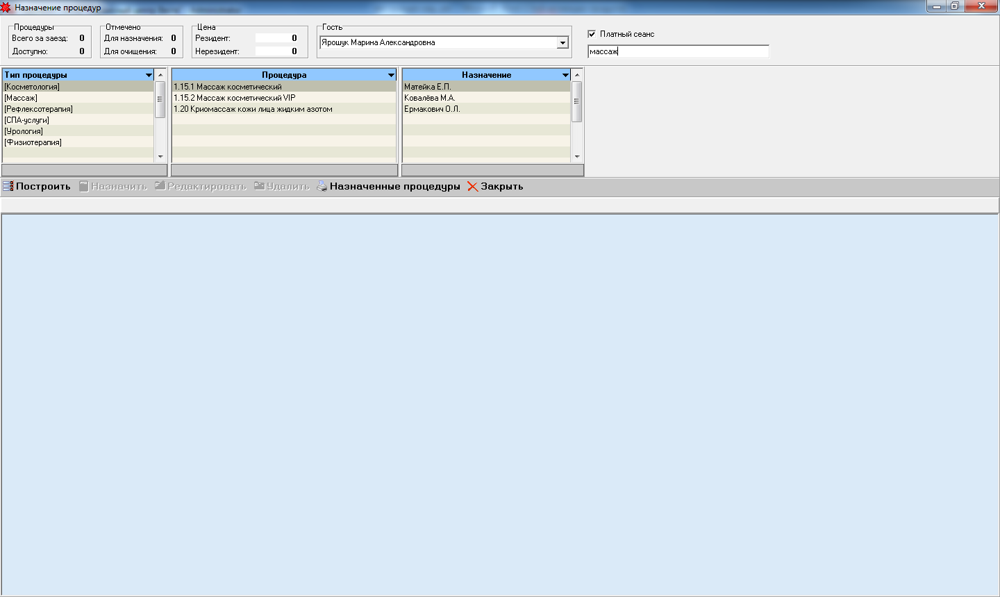 Назначение процедур
Процедуры
Всего за заезд: 0
Доступно: 0
Отмечено
Для назначения: 0
Для очищения: 0
Цена
Резидент: 0
Нерезидент: 0
Гость
Ярошук Марина Александровна
Платный сеанс
массаж
Тип процедуры
[Косметология]
[Массаж]
[Рефлексотерапия]
[СПА-услуги]
[Урология]
[Физиотерапия]
Процедура
1.15.1 Массаж косметический
1.15.2 Массаж косметический VIP
1.20 Криомассаж кожи лица жидким азотом
Назначение
Матейка Е.П.
Ковалёва М.А.
Ермакович О.Л.
Построить Назначить Редактировать Удалить Назначенные процедуры Закрыть